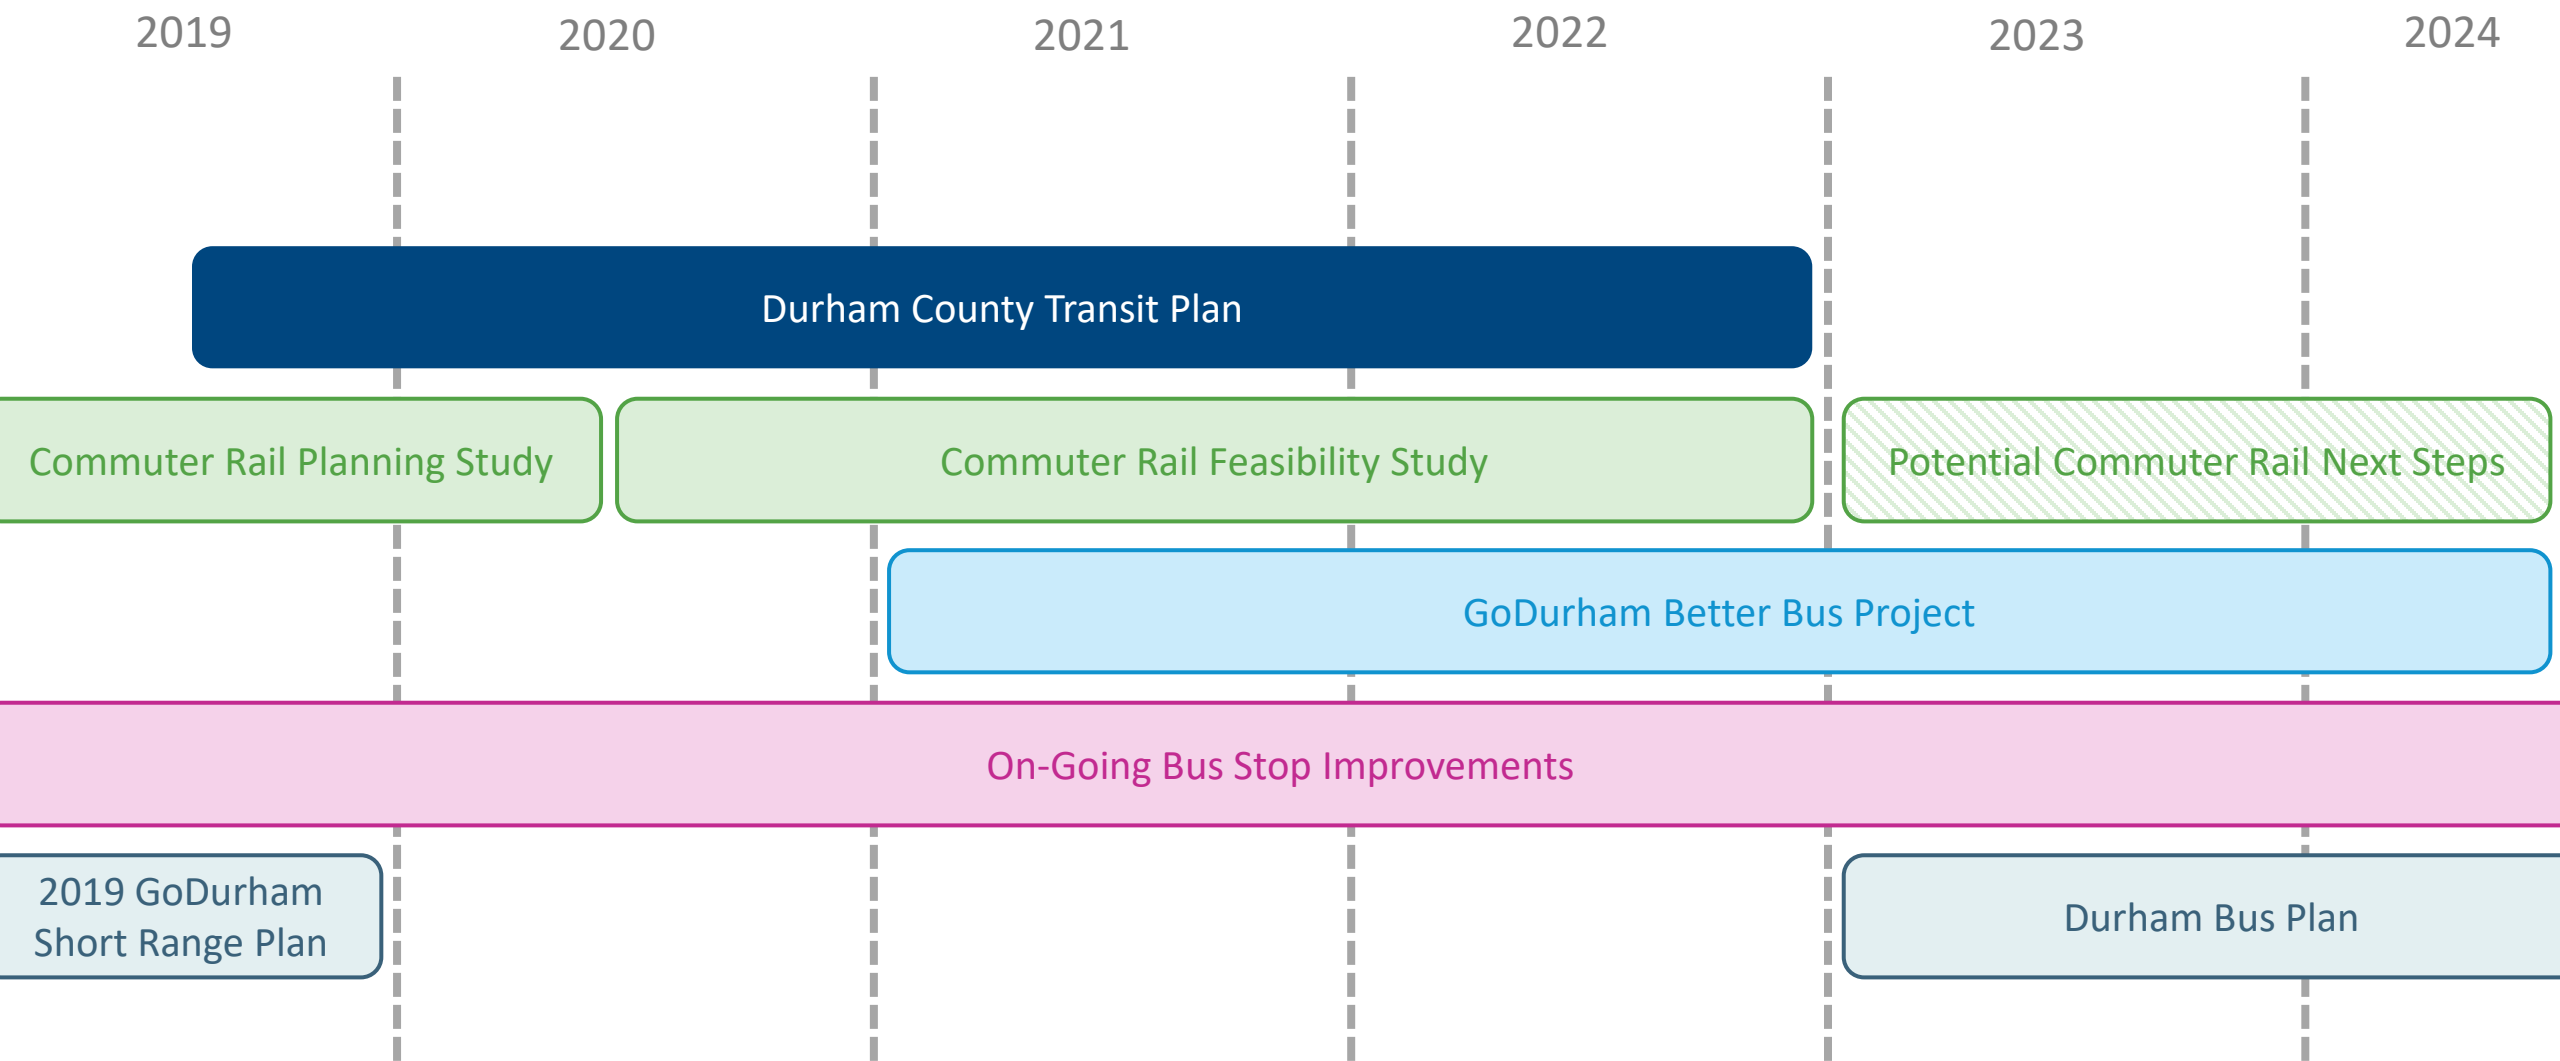 2019
2020
2021
2022
2023
2024
Durham County Transit Plan
Commuter Rail Planning Study
Commuter Rail Feasibility Study
Potential Commuter Rail Next Steps
GoDurham Better Bus Project
On-Going Bus Stop Improvements
2019 GoDurham
Short Range Plan
Durham Bus Plan